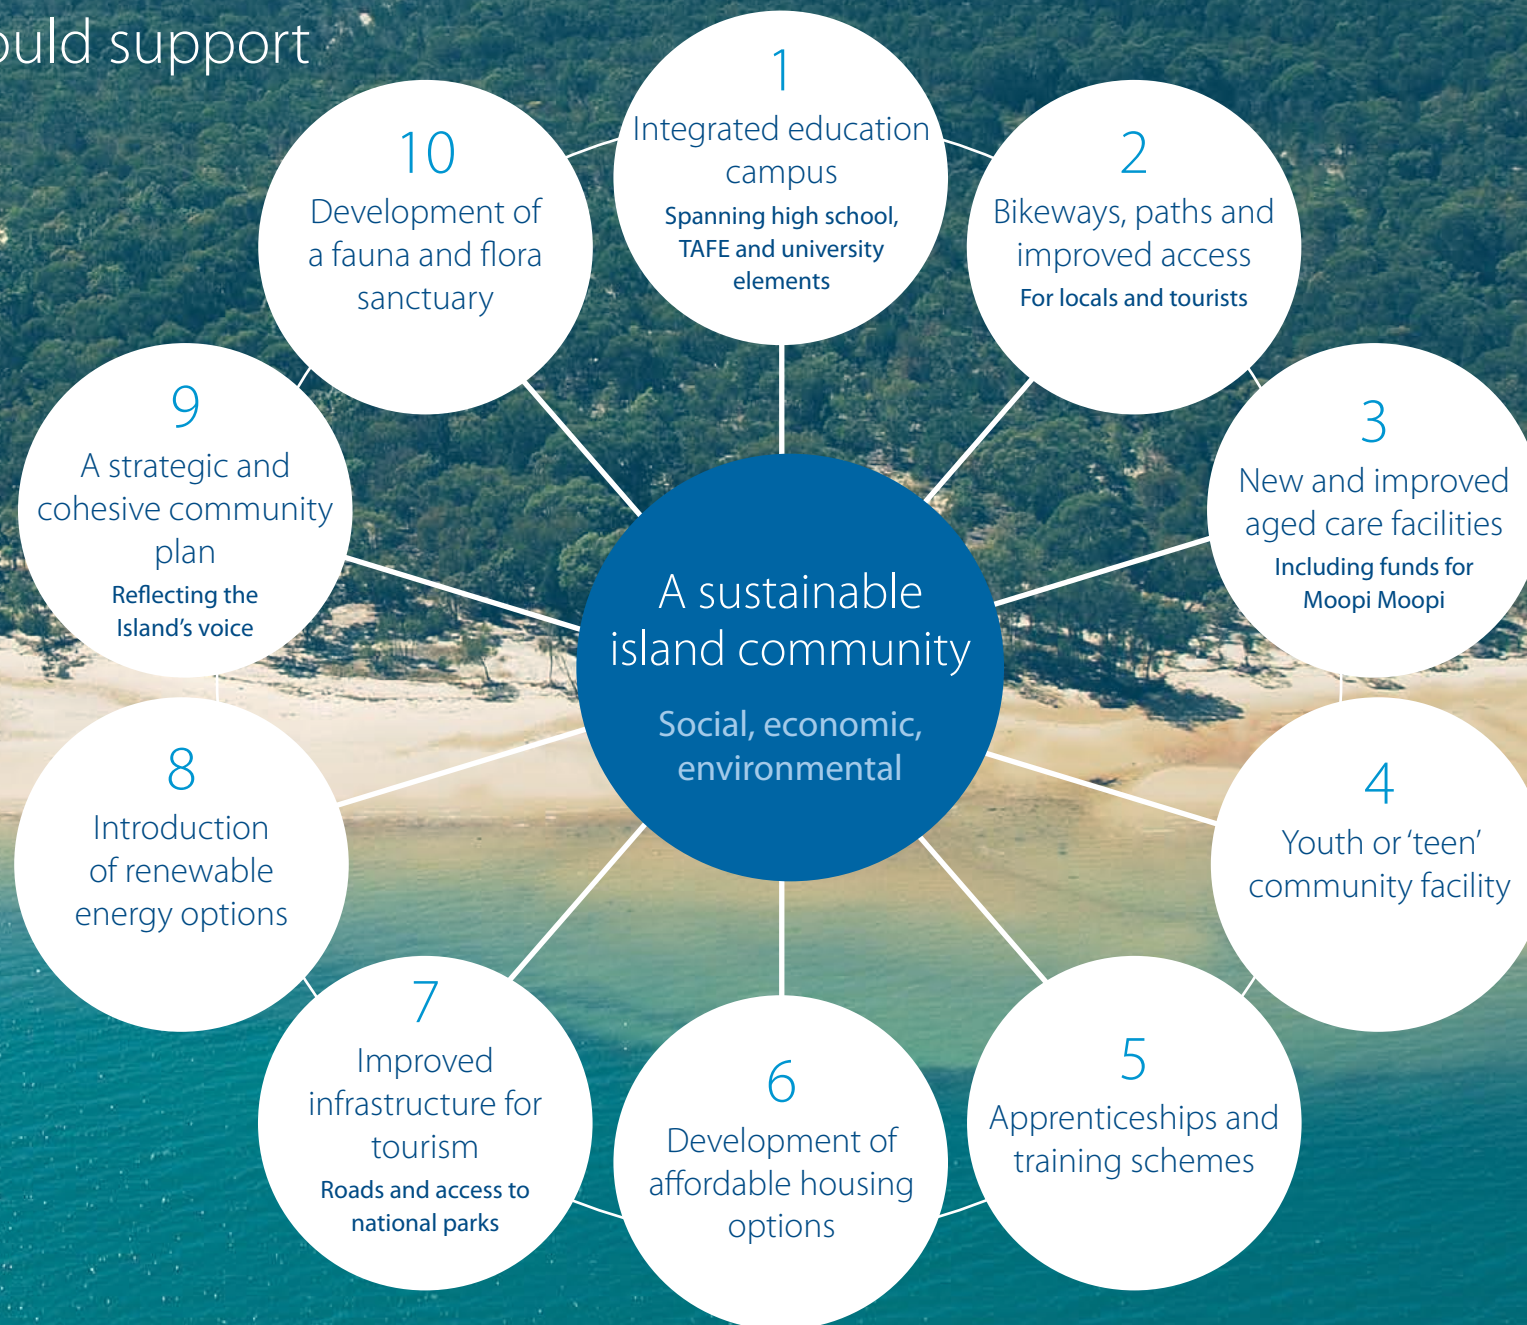 support
1
Integrated education
campus
Spanning high school,
TAFE and university
elements
2
Bikeways, paths and
improved access
For locals and tourists
3
New and improved
aged care facilities
Including funds for
Moopi Moopi
4
Youth or ‘teen’
community facility
5
Apprenticeships and
training schemes
6
Development of
affordable housing
options
7
Improved
infrastructure for
tourism
Roads and access to
national parks
8
Introduction
of renewable
energy options
9
A strategic and
cohesive community
plan
Reflecting the
Island’s voice
10
Development of
a fauna and flora
sanctuary
A sustainable
island community
Social, economic,
environmental